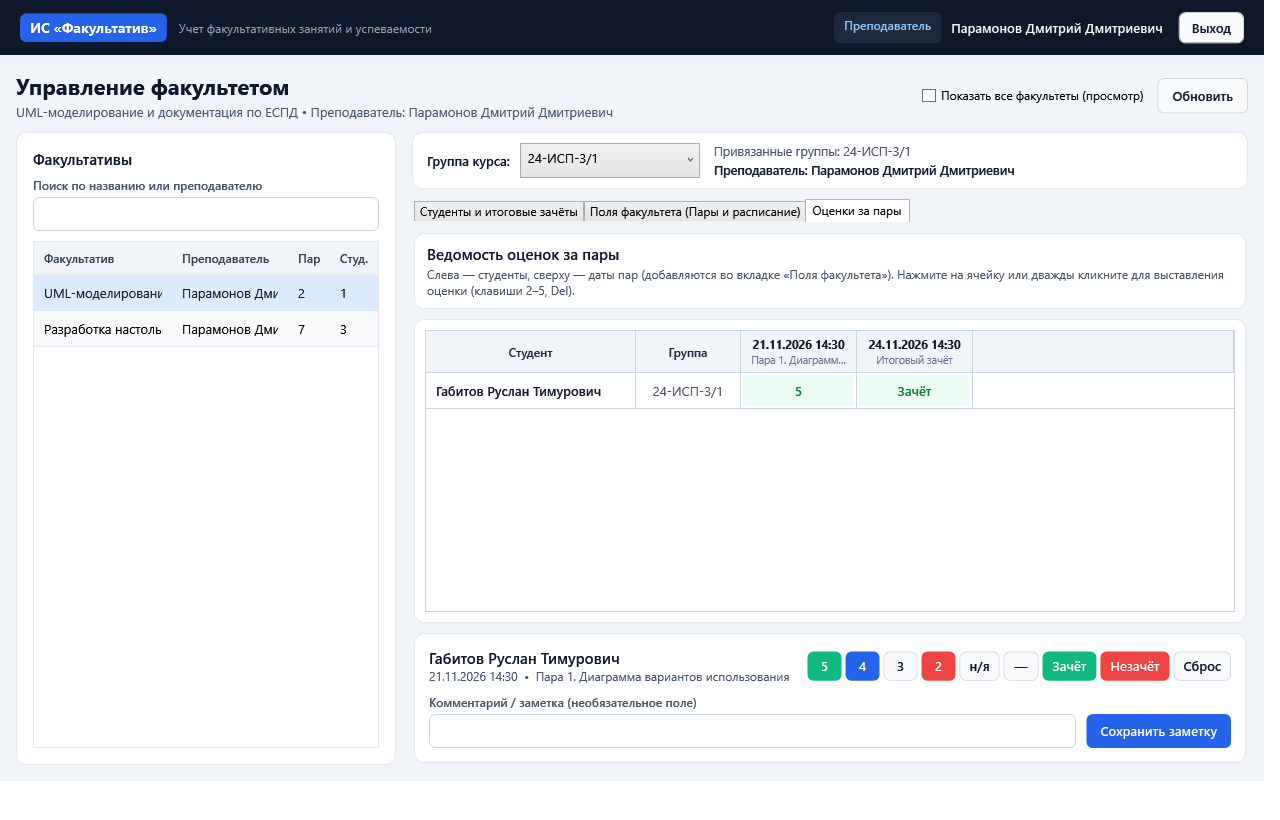 ИС «Факультатив»
Учет факультативных занятий и успеваемости
Преподаватель
Парамонов Дмитрий Дмитриевич
Выход
Управление факультетом
UML-моделирование и документация по ЕСПД • Преподаватель: Парамонов Дмитрий Дмитриевич
Показать все факультеты (просмотр)
Обновить
Факультативы
Поиск по названию или преподавателю
Факультатив Преподаватель Пар Студ.
UML-моделировани Парамонов Дми 2 1
Разработка настоль Парамонов Дми 7 3
Группа курса: 24-ИСП-3/1
Привязанные группы: 24-ИСП-3/1
Преподаватель: Парамонов Дмитрий Дмитриевич
Студенты и итоговые зачёты Поля факультета (Пары и расписание) Оценки за пары
Ведомость оценок за пары
Слева — студенты, сверху — даты пар (добавляются во вкладке «Поля факультета»). Нажмите на ячейку или дважды кликните для выставления
оценки (клавиши 2–5, Del).
Студент Группа 21.11.2026 14:30 24.11.2026 14:30
Пара 1. Диаграмм... Итоговый зачёт
Габитов Руслан Тимурович 24-ИСП-3/1 5 Зачёт
Габитов Руслан Тимурович
21.11.2026 14:30 • Пара 1. Диаграмма вариантов использования
5 4 3 2 н/я — Зачёт Незачёт Сброс
Комментарий / заметка (необязательное поле)
Сохранить заметку